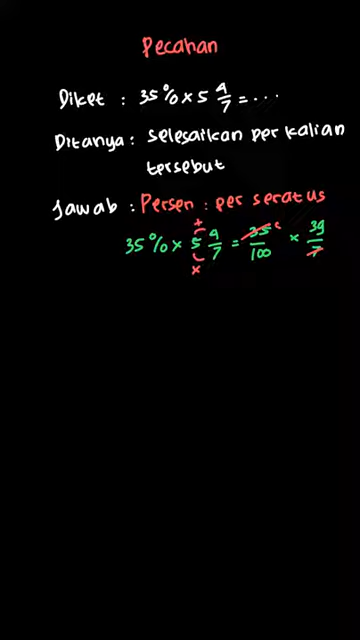 Pecahan
Diket : 35% × 5 4/7 = ...
Ditanya : selesaikan perkalian
tersebut
Jawab : Persen : per seratus
+
35% × 5 4/7 = 35/100 × 39/7
×